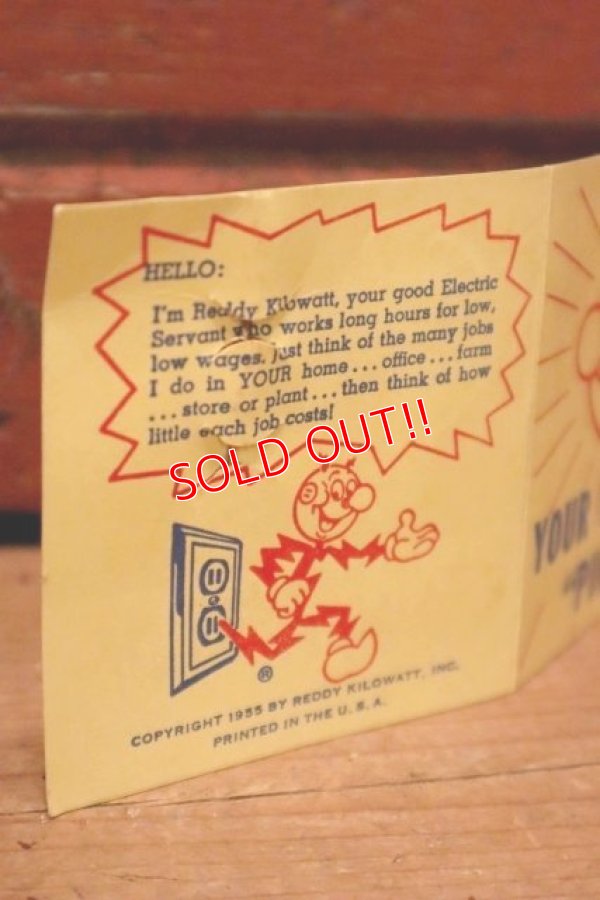 HELLO:
I'm Reddy Kilowatt, your good Electric
Servant who works long hours for low,
low wages. Just think of the many jobs
I do in YOUR home... office... farm
... store or plant... then think of how
little each job costs!
SOLD OUT!!
®
COPYRIGHT 1955 BY REDDY KILOWATT, INC.
PRINTED IN THE U.S.A.
YOUR